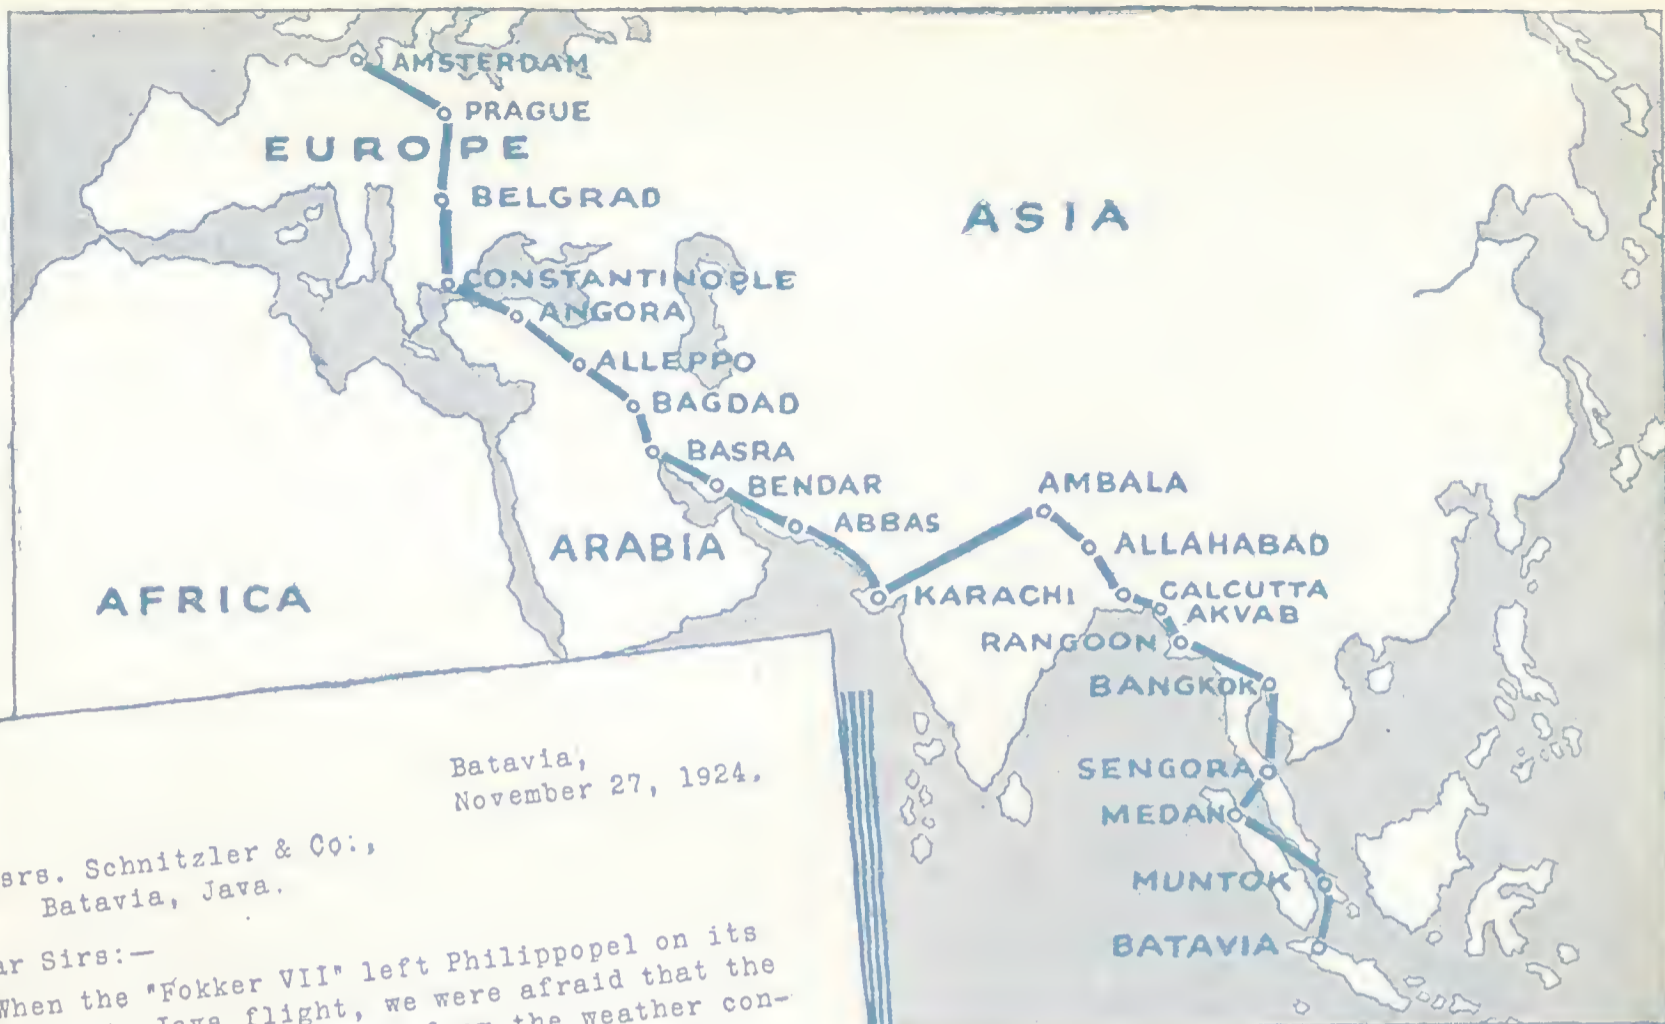 AMSTERDAM
PRAGUE
EUROPE
BELGRAD
ASIA
CONSTANTINOPLE
ANGORA
ALLEPPO
BAGDAD
BASRA
BENDAR
ABBAS
AMBALA
ARABIA
ALLAHABAD
AFRICA
KARACHI
CALCUTTA
AKVAB
RANGOON
BANGKOK
SENGORA
MEDAN
MUNTOK
BATAVIA
Batavia,
November 27, 1924.
Schnitzler & Co:,
Batavia, Java.
Sirs:—
When the "Fokker VII" left Philippopel on its
Java flight, we were afraid that the
the weather con-